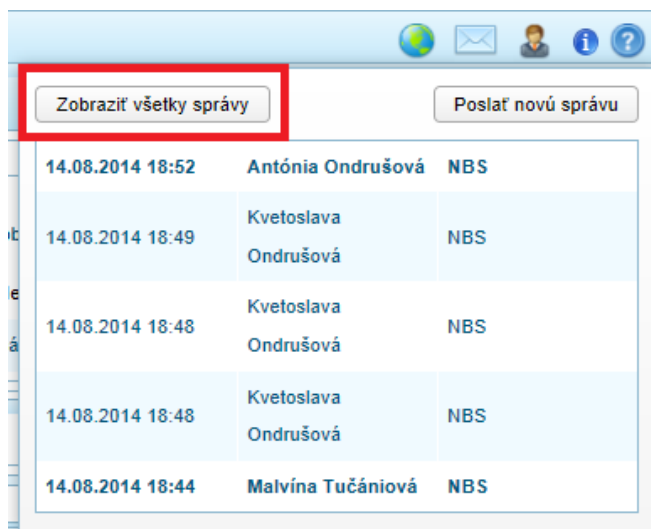 Zobraziť všetky správy Poslať novú správu
14.08.2014 18:52 Antónia Ondrušová NBS
14.08.2014 18:49 Kvetoslava Ondrušová NBS
14.08.2014 18:48 Kvetoslava Ondrušová NBS
14.08.2014 18:48 Kvetoslava Ondrušová NBS
14.08.2014 18:44 Malvína Tučániová NBS